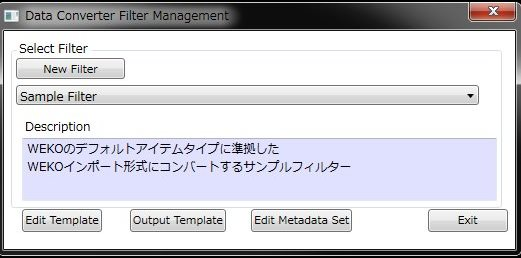 Data Converter Filter Management
Select Filter
New Filter
Sample Filter
Description
WEKOのデフォルトアイテムタイプに準拠した
WEKOインポート形式にコンバートするサンプルフィルター
Edit Template Output Template Edit Metadata Set Exit